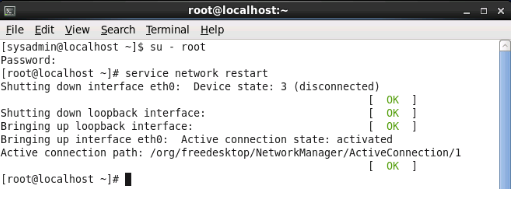 root@localhost:~
File Edit View Search Terminal Help
[sysadmin@localhost ~]$ su - root
Password:
[root@localhost ~]# service network restart
Shutting down interface eth0:  Device state: 3 (disconnected)
[  OK  ]
Shutting down loopback interface: [  OK  ]
Bringing up loopback interface: [  OK  ]
Bringing up interface eth0:  Active connection state: activated
Active connection path: /org/freedesktop/NetworkManager/ActiveConnection/1
[  OK  ]
[root@localhost ~]#